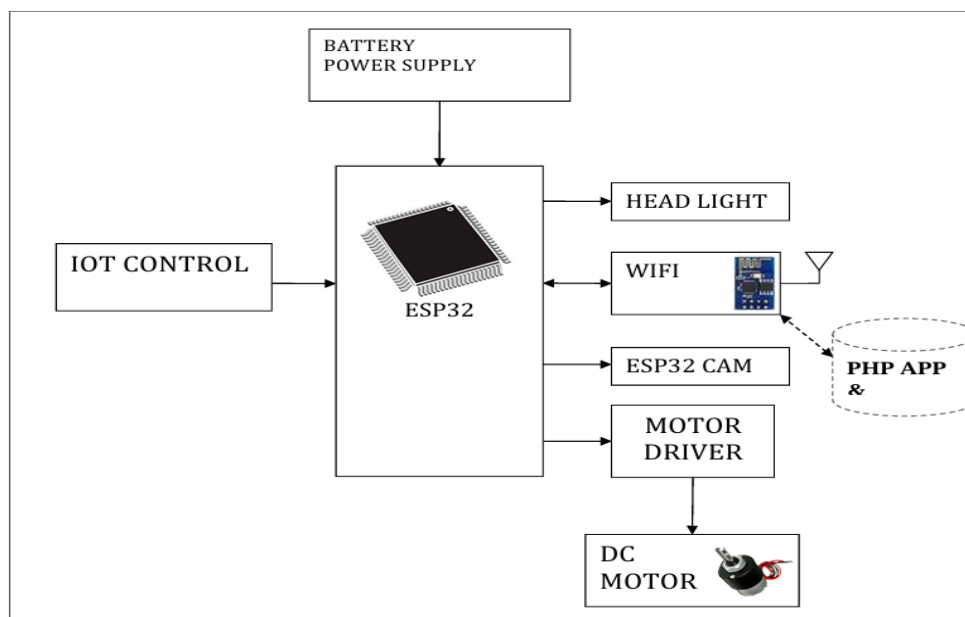 BATTERY
POWER SUPPLY
HEAD LIGHT
IOT CONTROL
WIFI
ESP32
ESP32 CAM
PHP APP
&
MOTOR
DRIVER
DC
MOTOR